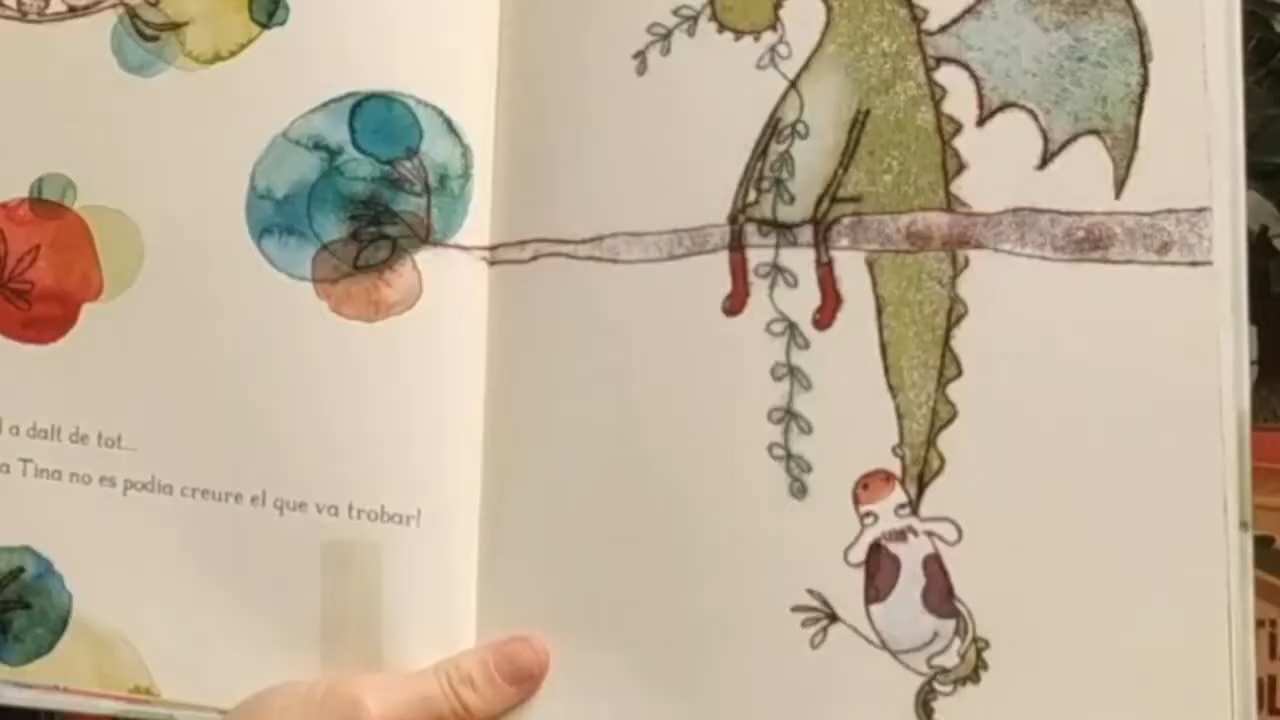 a dalt de tot...
a Tina no es podia creure el que va trobar!